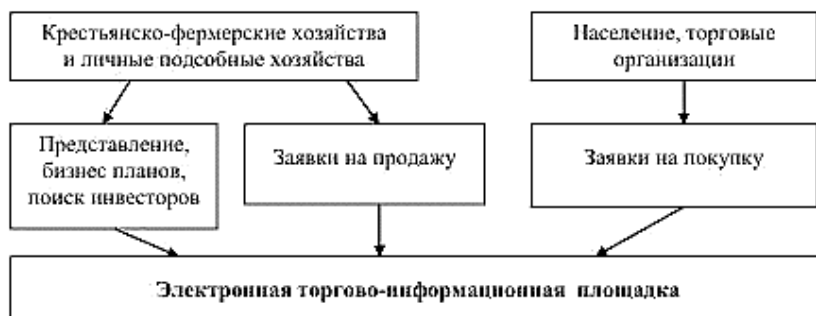 Крестьянско-фермерские хозяйства
и личные подсобные хозяйства
Население, торговые
организации
Представление,
бизнес планов,
поиск инвесторов
Заявки на продажу
Заявки на покупку
Электронная торгово-информационная площадка